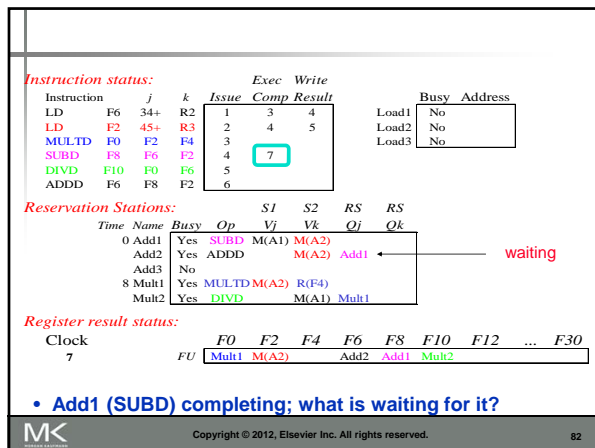 Instruction status: Exec Write
Instruction j k Issue Comp Result Busy Address
LD F6 34+ R2 1 3 4 Load1 No
LD F2 45+ R3 2 4 5 Load2 No
MULTD F0 F2 F4 3 Load3 No
SUBD F8 F6 F2 4 7
DIVD F10 F0 F6 5
ADDD F6 F8 F2 6
Reservation Stations: S1 S2 RS RS
Time Name Busy Op Vj Vk Qj Qk
0 Add1 Yes SUBD M(A1) M(A2)
Add2 Yes ADDD M(A2) Add1 waiting
Add3 No
8 Mult1 Yes MULTD M(A2) R(F4)
Mult2 Yes DIVD M(A1) Mult1
Register result status:
Clock F0 F2 F4 F6 F8 F10 F12 ... F30
7 FU Mult1 M(A2) Add2 Add1 Mult2
• Add1 (SUBD) completing; what is waiting for it?
MK Copyright © 2012, Elsevier Inc. All rights reserved. 82
MORGAN KAUFMANN